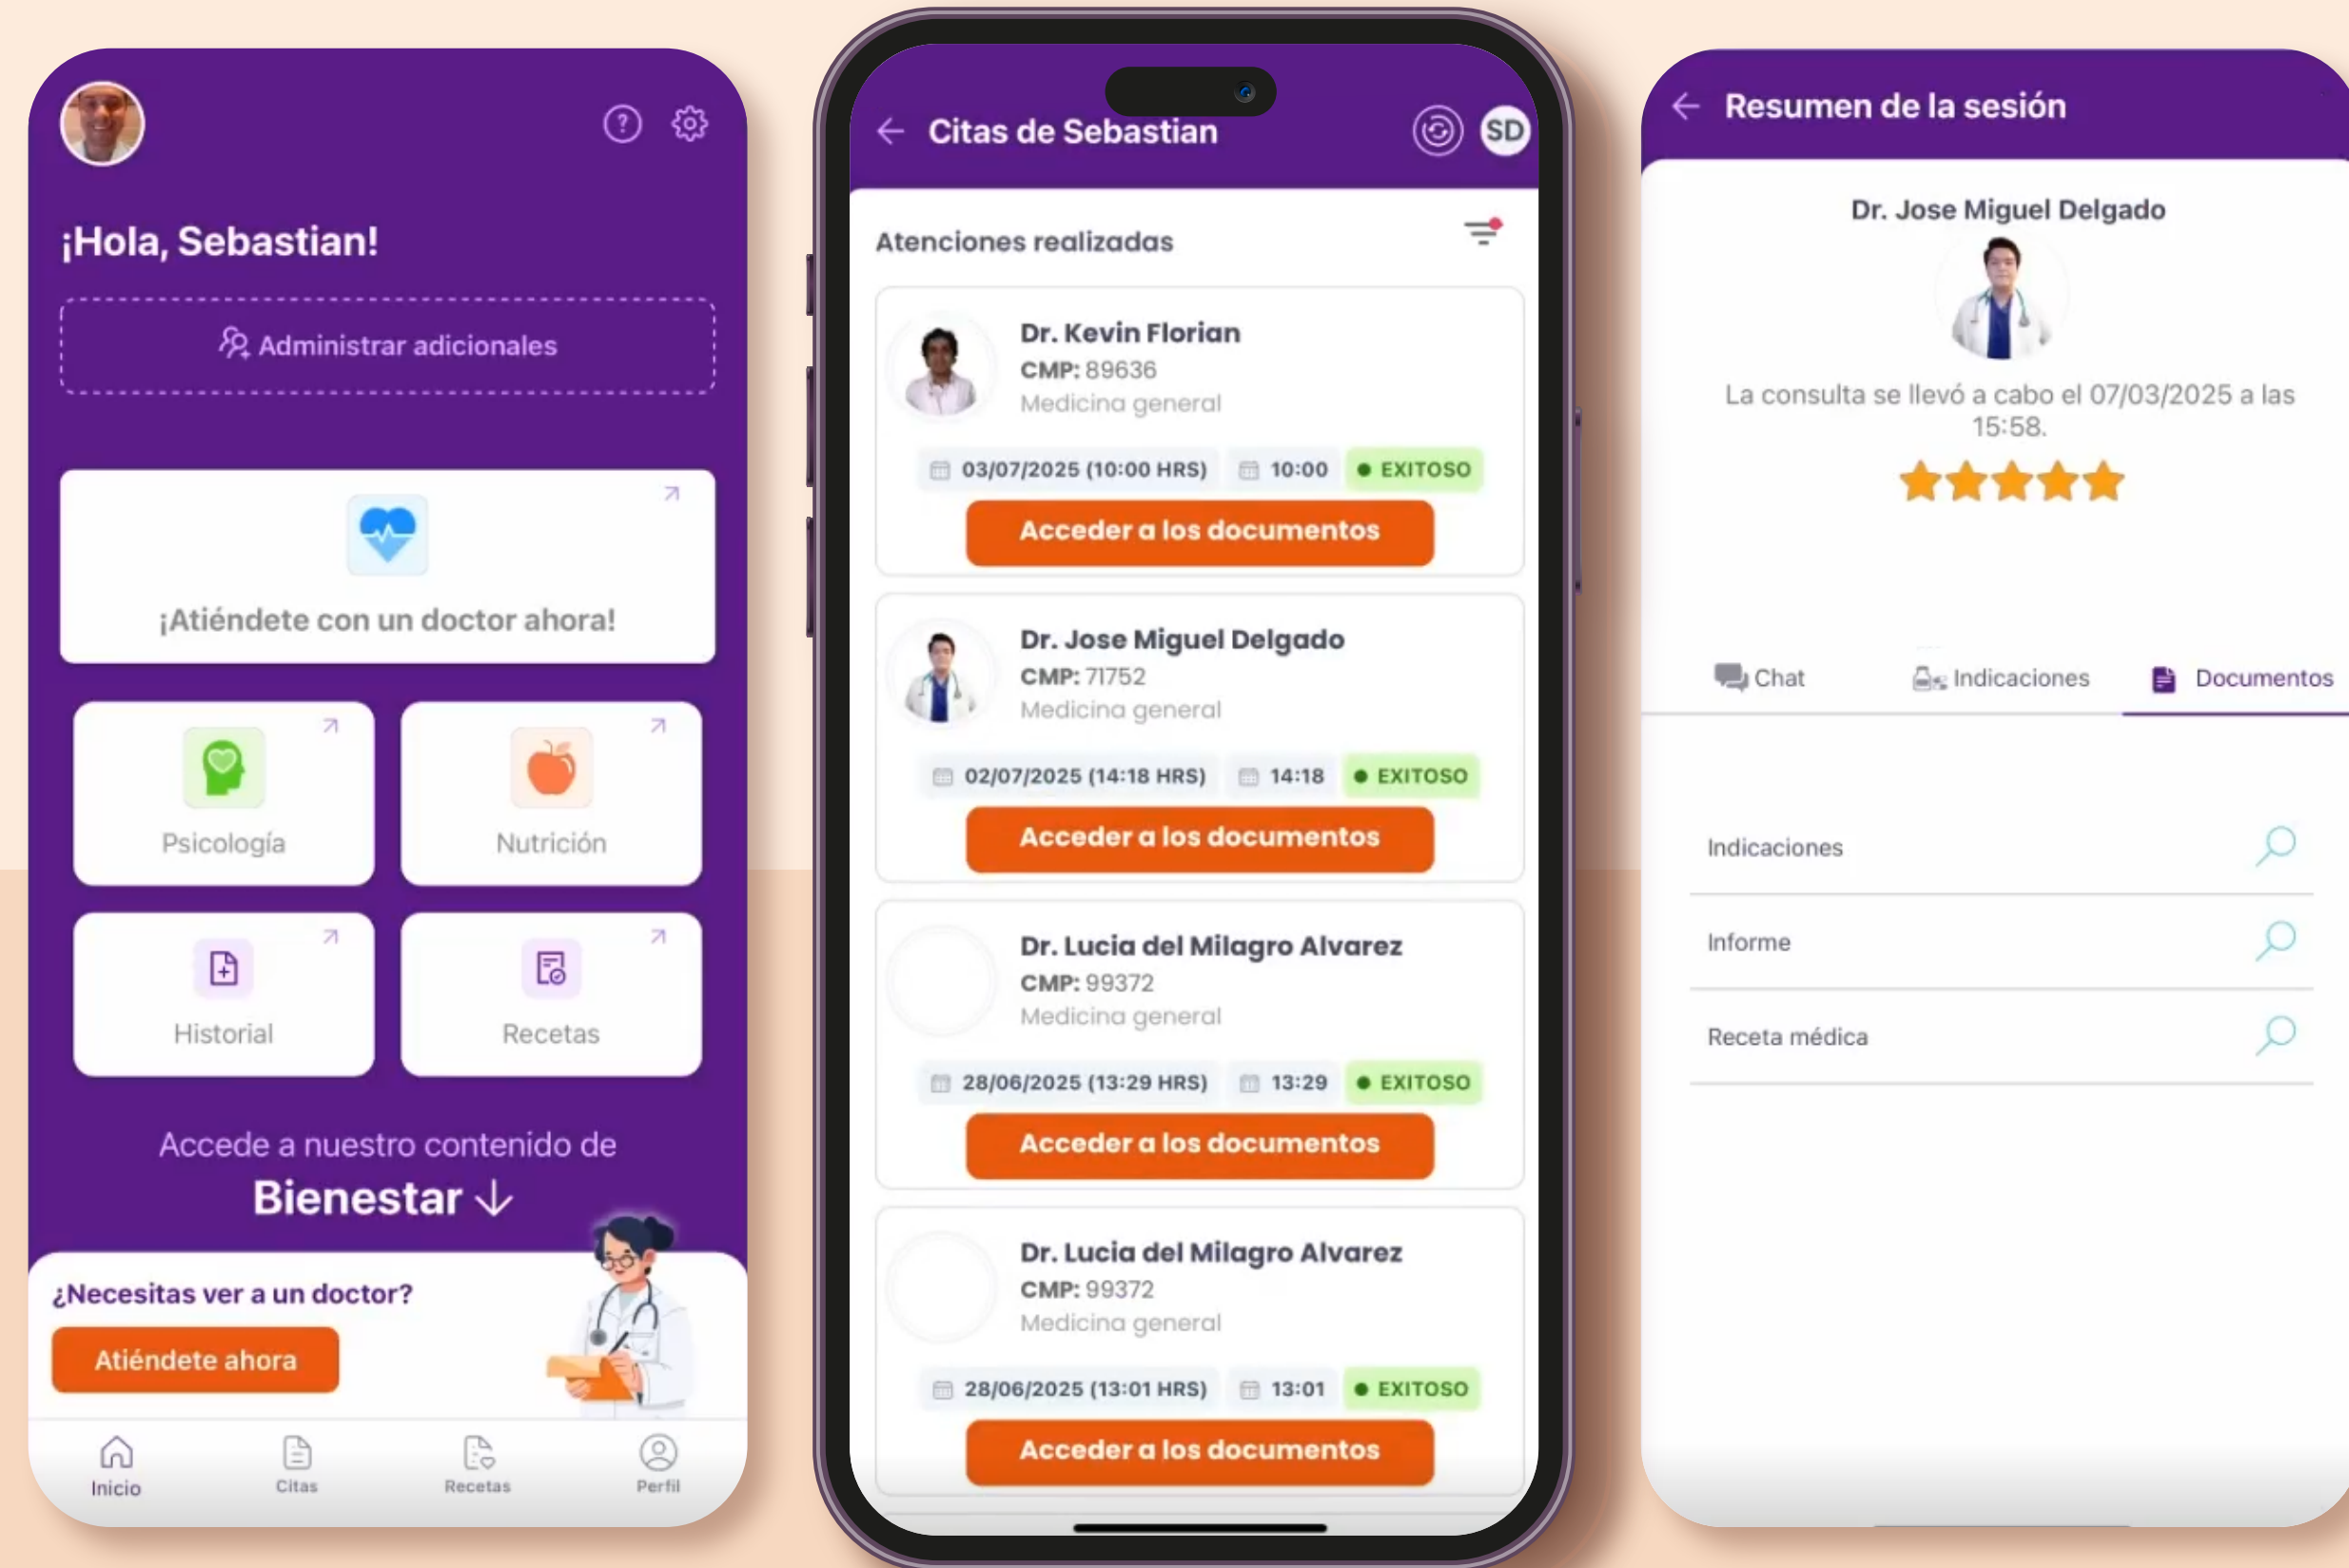 ¡Hola, Sebastian!
Administrar adicionales
¡Atiéndete con un doctor ahora!
Psicología
Nutrición
Historial
Recetas
Accede a nuestro contenido de
Bienestar ↓
¿Necesitas ver a un doctor?
Atiéndete ahora
Inicio
Citas
Recetas
Perfil
Citas de Sebastian
SD
Atenciones realizadas
Dr. Kevin Florian
CMP: 89636
Medicina general
03/07/2025 (10:00 HRS) 10:00 EXITOSO
Acceder a los documentos
Dr. Jose Miguel Delgado
CMP: 71752
Medicina general
02/07/2025 (14:18 HRS) 14:18 EXITOSO
Acceder a los documentos
Dr. Lucia del Milagro Alvarez
CMP: 99372
Medicina general
28/06/2025 (13:29 HRS) 13:29 EXITOSO
Acceder a los documentos
Dr. Lucia del Milagro Alvarez
CMP: 99372
Medicina general
28/06/2025 (13:01 HRS) 13:01 EXITOSO
Acceder a los documentos
Resumen de la sesión
Dr. Jose Miguel Delgado
La consulta se llevó a cabo el 07/03/2025 a las
15:58.
Chat
Indicaciones
Documentos
Indicaciones
Informe
Receta médica